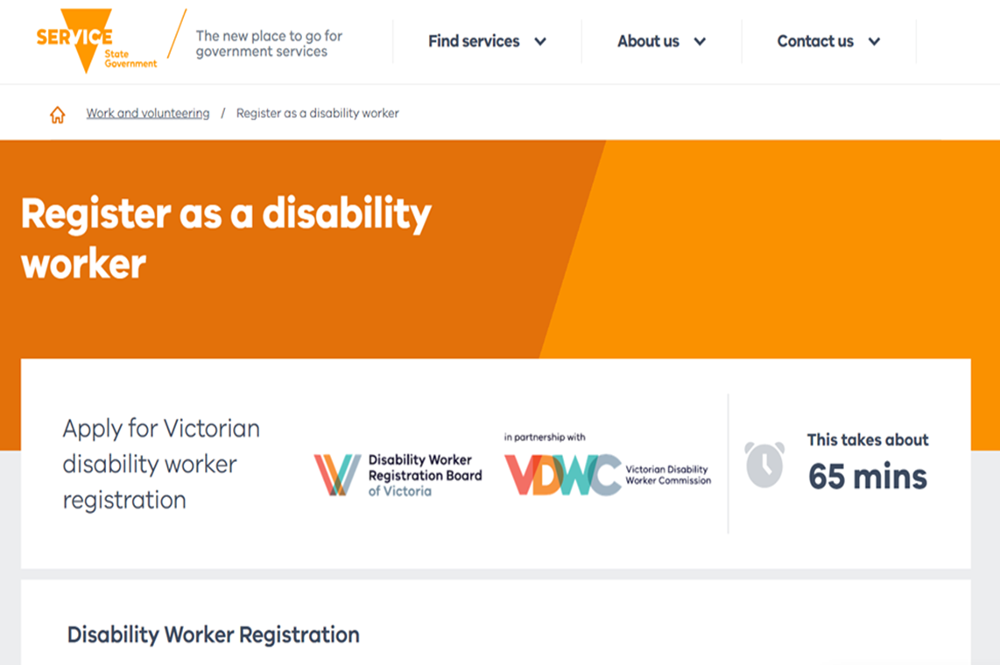 SERVICE
State
Government
The new place to go for
government services
Find services
About us
Contact us
Work and volunteering / Register as a disability worker
Register as a disability
worker
Apply for Victorian
disability worker
registration
Disability Worker
Registration Board
of Victoria
in partnership with
VDWC
Victorian Disability
Worker Commission
This takes about
65 mins
Disability Worker Registration